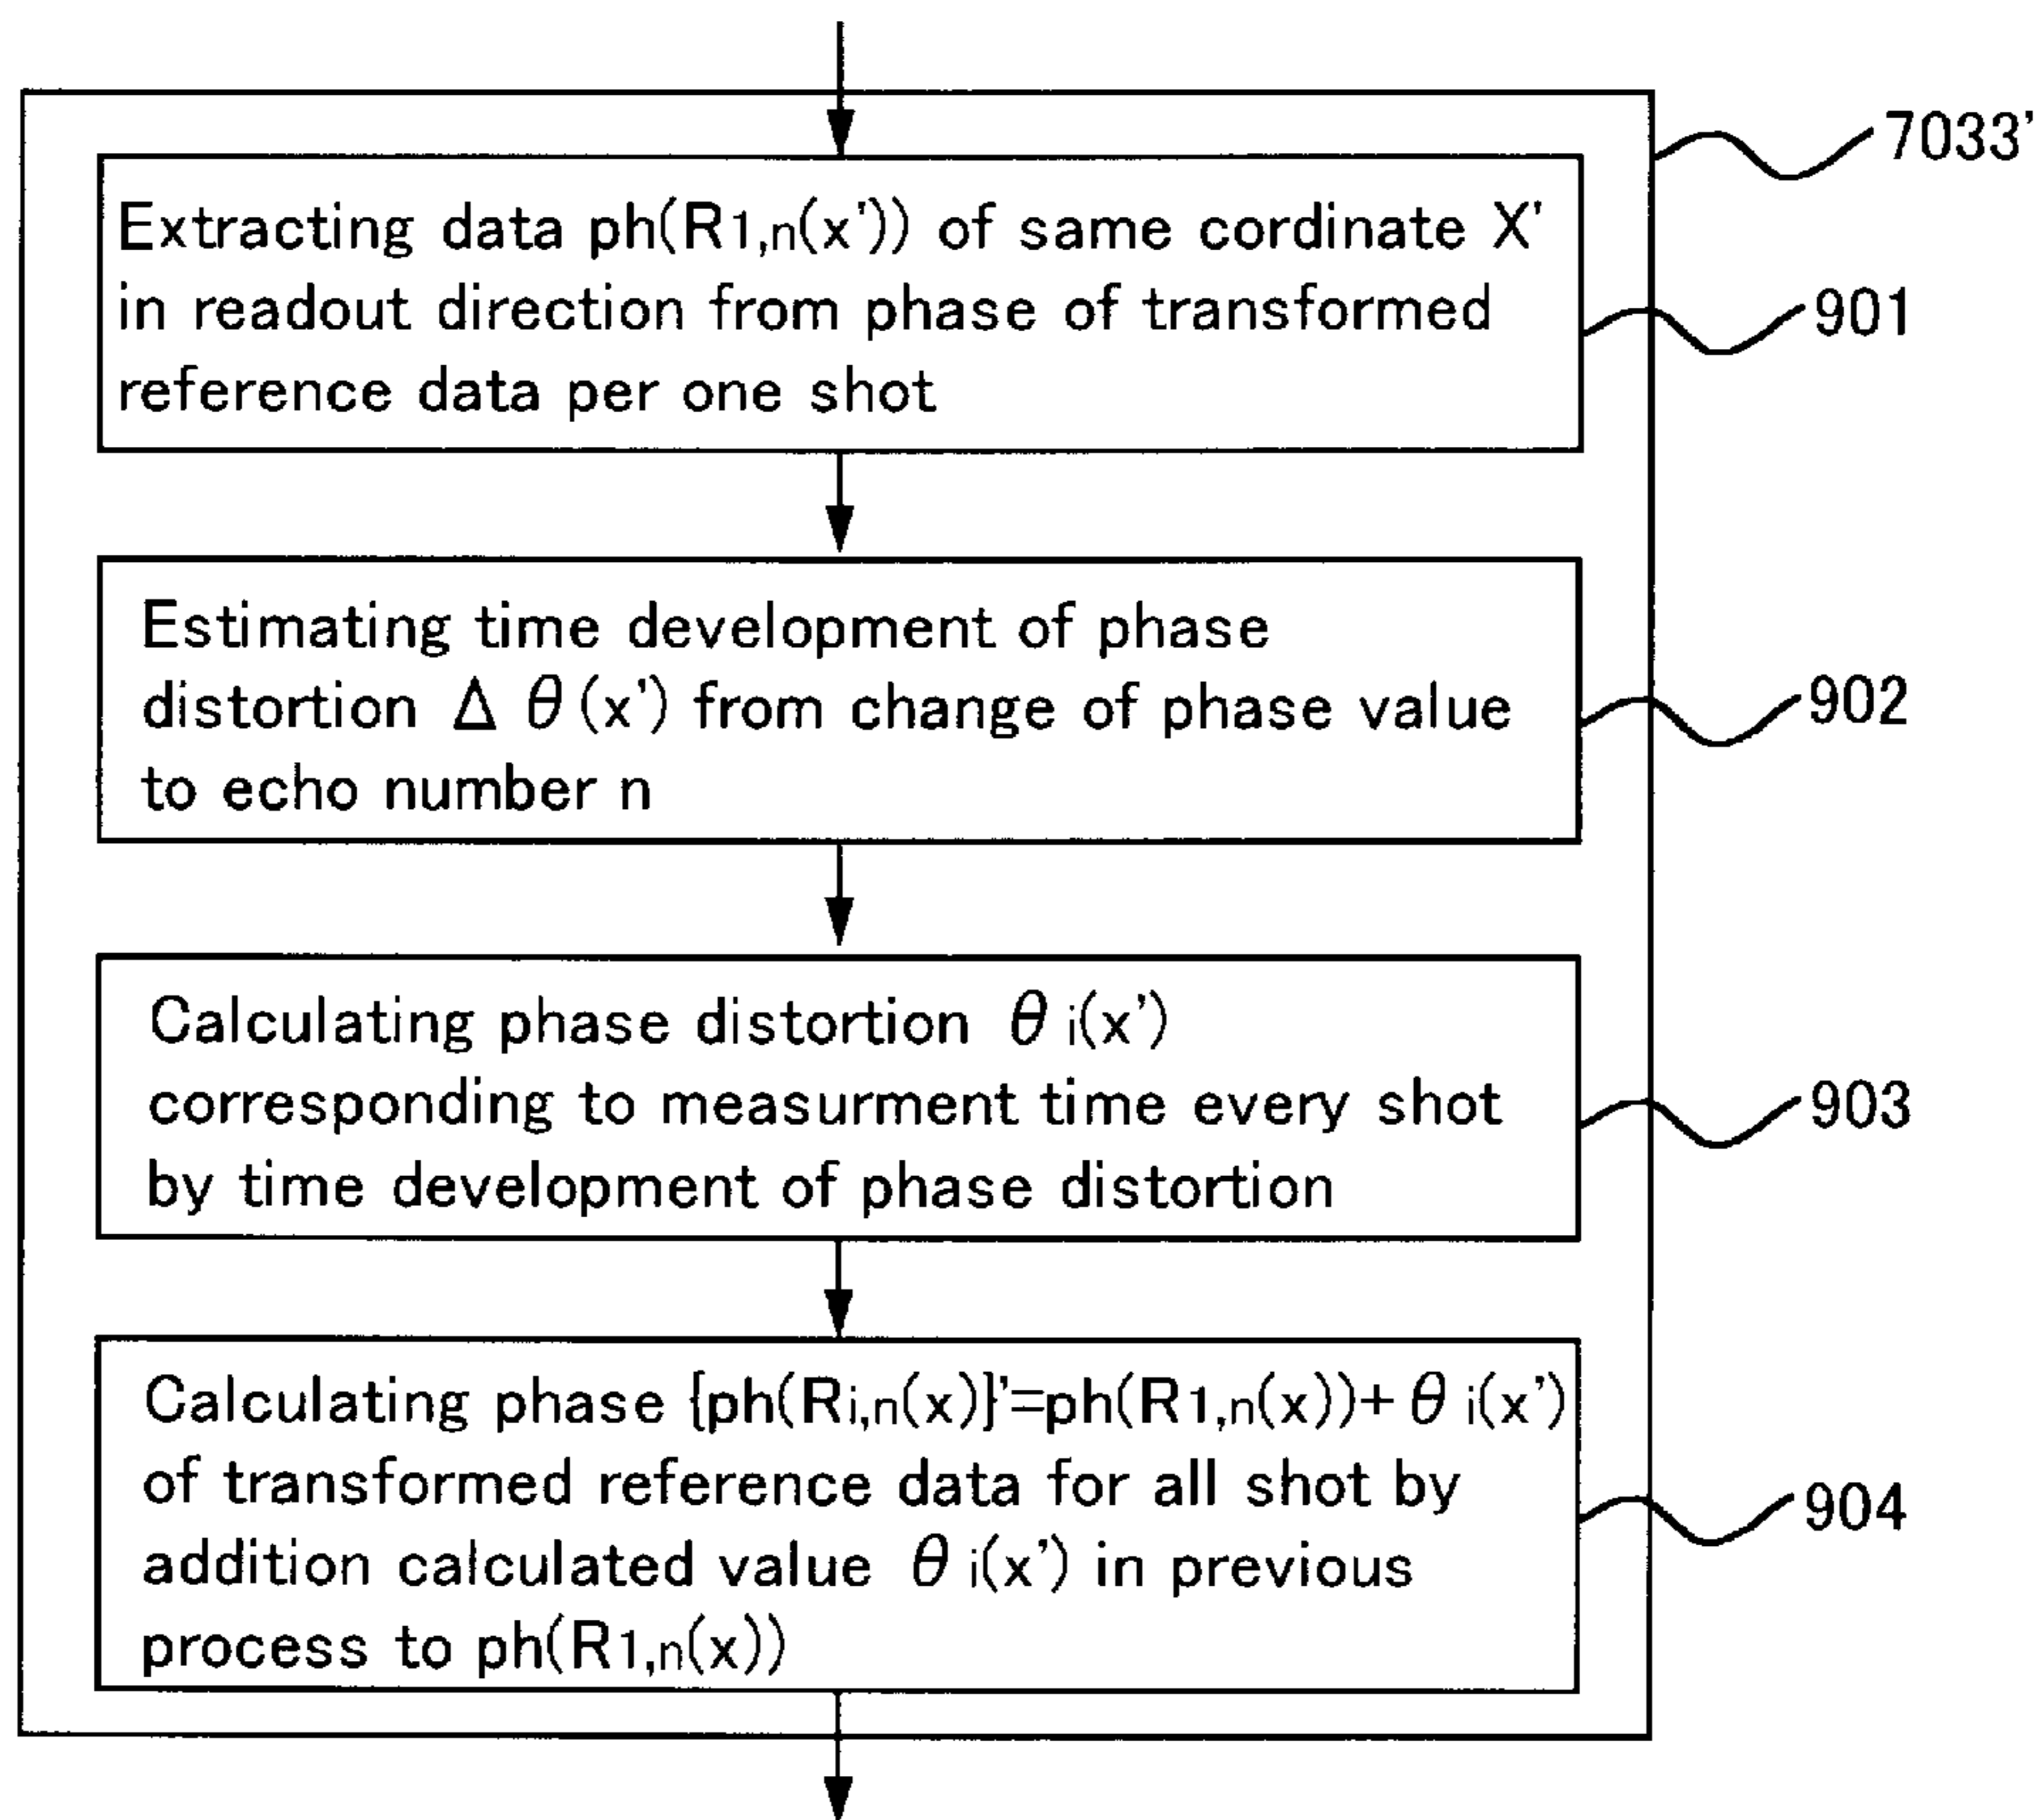 7033'
Extracting data ph(R1,n(x')) of same cordinate X'
in readout direction from phase of transformed
reference data per one shot
901
Estimating time development of phase
distortion Δ θ (x') from change of phase value
to echo number n
902
Calculating phase distortion θ i(x')
corresponding to measurment time every shot
by time development of phase distortion
903
Calculating phase {ph(Ri,n(x)}'=ph(R1,n(x))+ θ i(x')
of transformed reference data for all shot by
addition calculated value θ i(x') in previous
process to ph(R1,n(x))
904